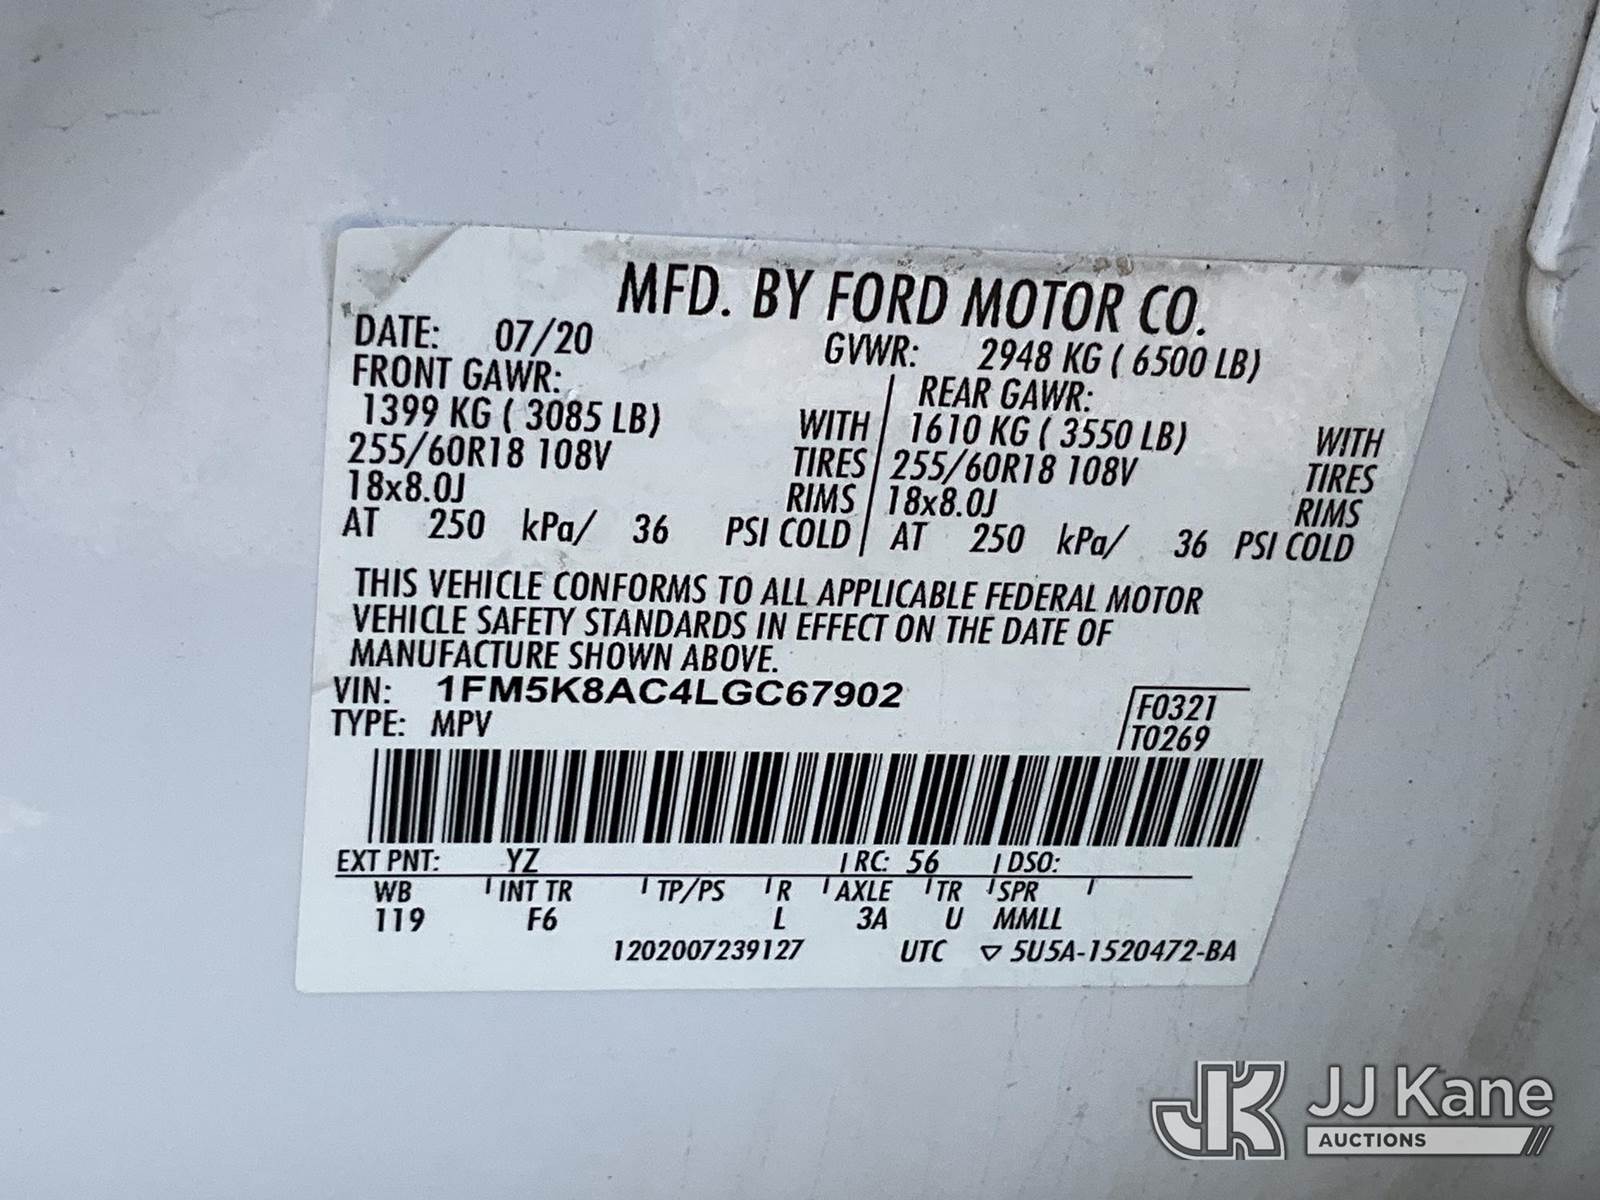 MFD. BY FORD MOTOR CO.
DATE: 07/20 GVWR: 2948 KG ( 6500 LB)
FRONT GAWR: REAR GAWR:
1399 KG ( 3085 LB) WITH 1610 KG ( 3550 LB) WITH
255/60R18 108V TIRES 255/60R18 108V TIRES
18x8.0J RIMS 18x8.0J RIMS
AT 250 kPa/ 36 PSI COLD AT 250 kPa/ 36 PSI COLD
THIS VEHICLE CONFORMS TO ALL APPLICABLE FEDERAL MOTOR
VEHICLE SAFETY STANDARDS IN EFFECT ON THE DATE OF
MANUFACTURE SHOWN ABOVE.
VIN: 1FM5K8AC4LGC67902
TYPE: MPV
F0321
T0269
EXT PNT: YZ RC: 56 DSO:
WB INT TR TP/PS R AXLE TR SPR
119 F6 L 3A U MMLL
1202007239127 UTC ▽ 5U5A-1520472-BA
JK JJ Kane
AUCTIONS